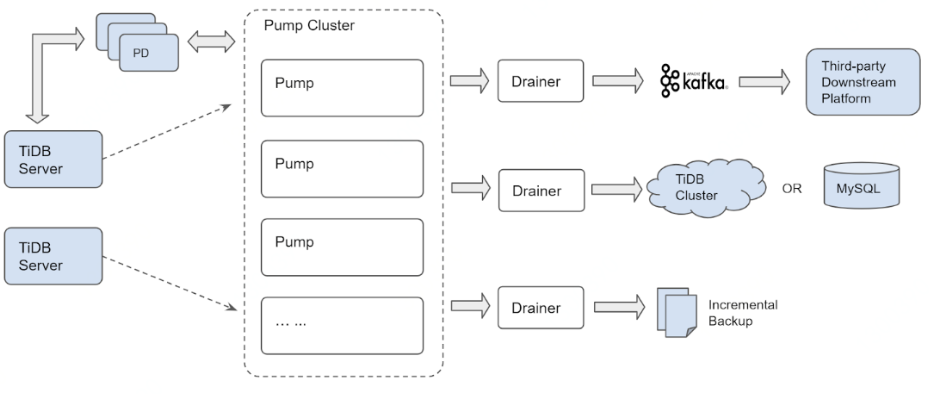 Pump Cluster
PD
TiDB
Server
TiDB
Server
Pump
Pump
Pump
... ...
Drainer
APACHE
kafka
Third-party
Downstream
Platform
Drainer
TiDB
Cluster
OR
MySQL
Drainer
Incremental
Backup